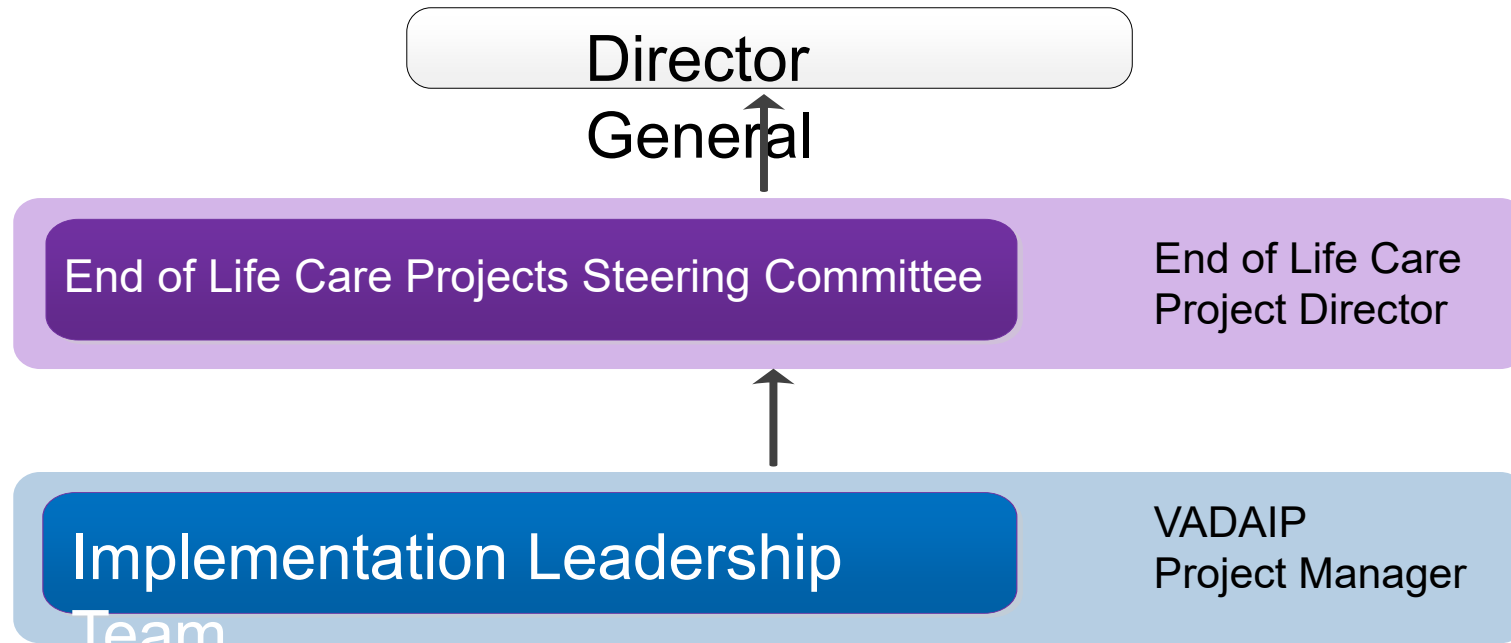 Director
General
End of Life Care Projects Steering Committee
End of Life Care
Project Director
Implementation Leadership
Team
VADAIP
Project Manager